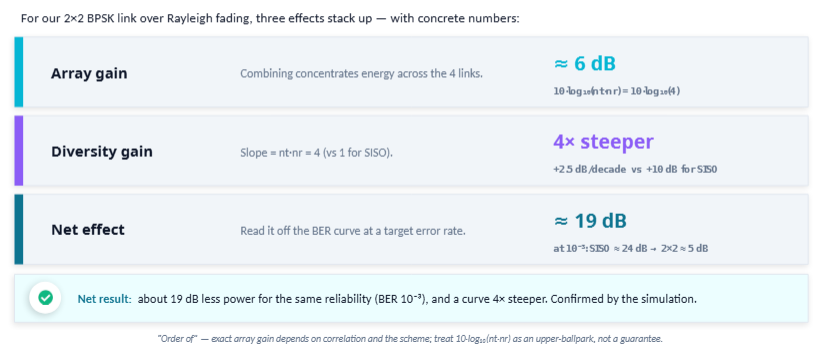 For our 2×2 BPSK link over Rayleigh fading, three effects stack up — with concrete numbers:
Array gain
Combining concentrates energy across the 4 links.
≈ 6 dB
10·log₁₀(nt·nr) = 10·log₁₀(4)
Diversity gain
Slope = nt·nr = 4 (vs 1 for SISO).
4× steeper
+2.5 dB/decade vs +10 dB for SISO
Net effect
Read it off the BER curve at a target error rate.
≈ 19 dB
at 10⁻³: SISO ≈ 24 dB → 2×2 ≈ 5 dB
Net result: about 19 dB less power for the same reliability (BER 10⁻³), and a curve 4× steeper. Confirmed by the simulation.
"Order of" — exact array gain depends on correlation and the scheme; treat 10·log₁₀(nt·nr) as an upper-ballpark, not a guarantee.